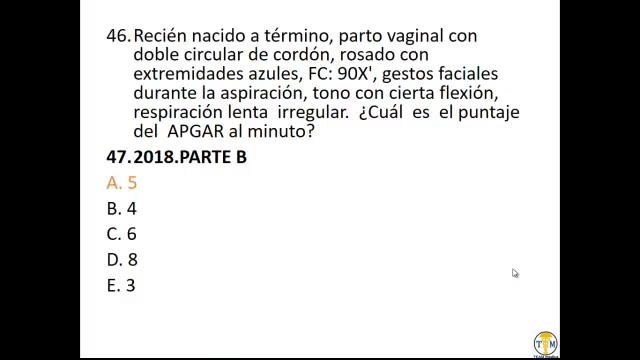 46. Recién nacido a término, parto vaginal con
doble circular de cordón, rosado con
extremidades azules, FC: 90X', gestos faciales
durante la aspiración, tono con cierta flexión,
respiración lenta irregular. ¿Cuál es el puntaje
del APGAR al minuto?
47. 2018.PARTE B
A. 5
B. 4
C. 6
D. 8
E. 3